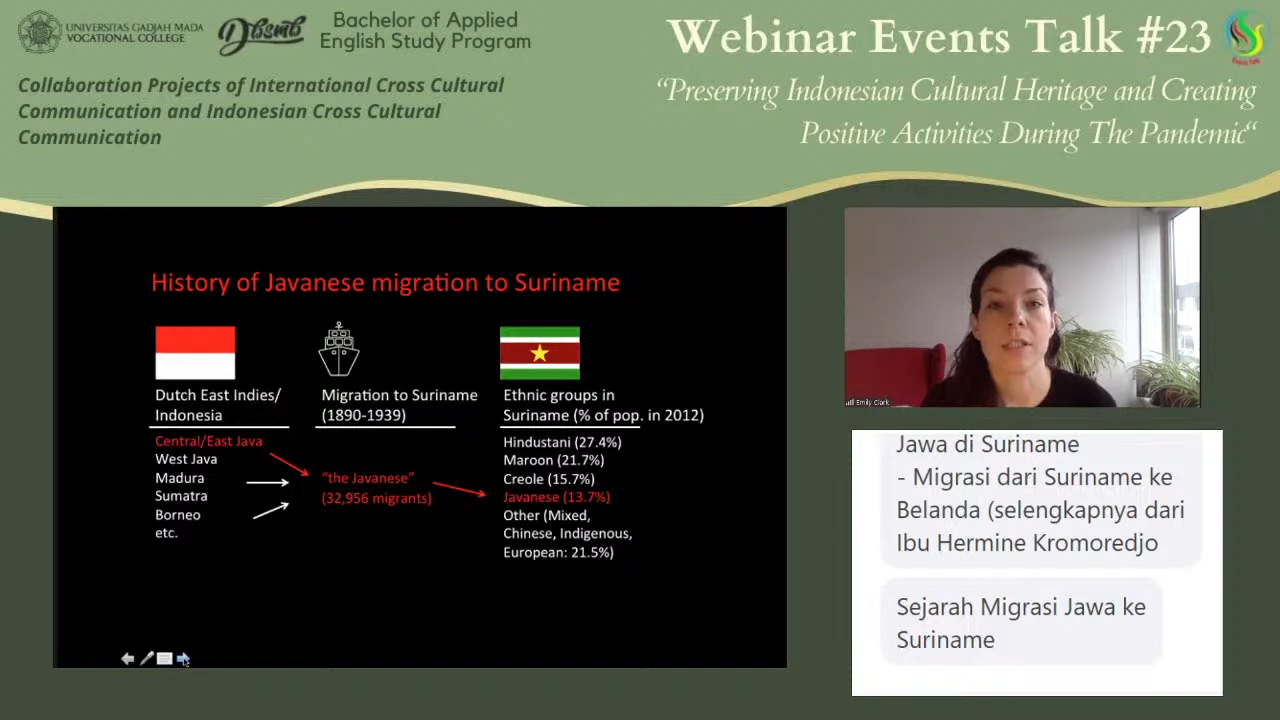 UNIVERSITAS GADJAH MADA
VOCATIONAL COLLEGE
Dbsmb
Bachelor of Applied
English Study Program
Collaboration Projects of International Cross Cultural
Communication and Indonesian Cross Cultural
Communication
Webinar Events Talk #23
Events Talk
“Preserving Indonesian Cultural Heritage and Creating
Positive Activities During The Pandemic“
History of Javanese migration to Suriname
Dutch East Indies/
Indonesia
Central/East Java
West Java
Madura
Sumatra
Borneo
etc.
Migration to Suriname
(1890-1939)
“the Javanese”
(32,956 migrants)
Ethnic groups in
Suriname (% of pop. in 2012)
Hindustani (27.4%)
Maroon (21.7%)
Creole (15.7%)
Javanese (13.7%)
Other (Mixed,
Chinese, Indigenous,
European: 21.5%)
Emily Clark
Jawa di Suriname
- Migrasi dari Suriname ke
Belanda (selengkapnya dari
Ibu Hermine Kromoredjo
Sejarah Migrasi Jawa ke
Suriname